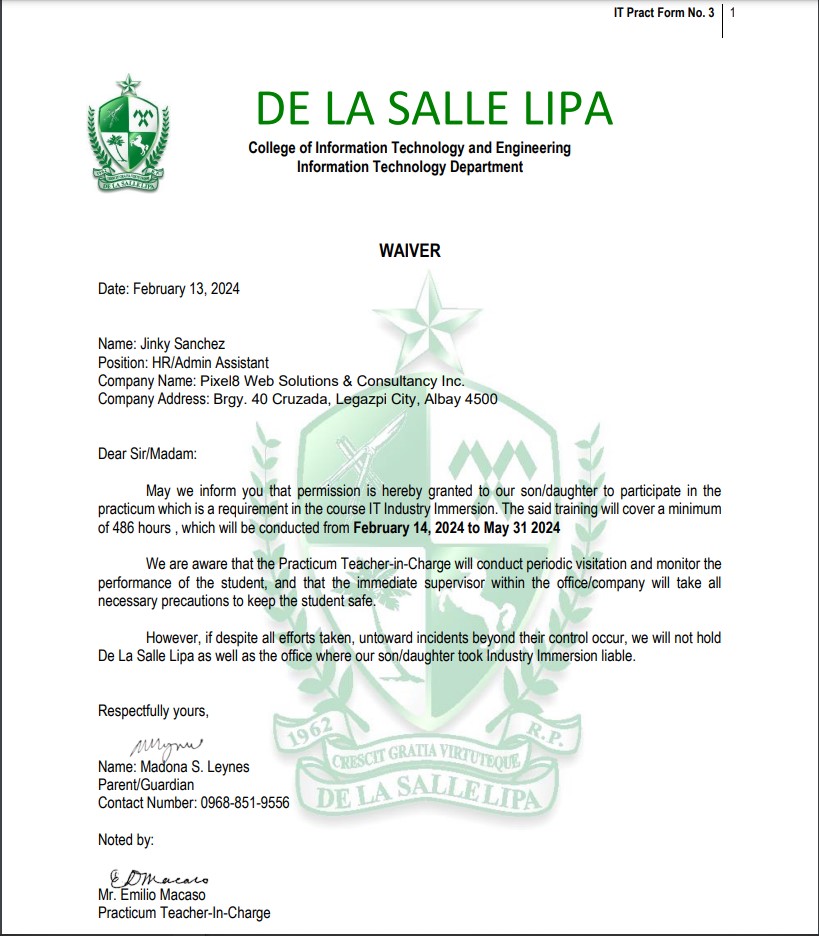 IT Pract Form No. 3 1
DE LA SALLE LIPA
College of Information Technology and Engineering
Information Technology Department
DE LA SALLE LIPA
WAIVER
Date: February 13, 2024
Name: Jinky Sanchez
Position: HR/Admin Assistant
Company Name: Pixel8 Web Solutions & Consultancy Inc.
Company Address: Brgy. 40 Cruzada, Legazpi City, Albay 4500
Dear Sir/Madam:
May we inform you that permission is hereby granted to our son/daughter to participate in the
practicum which is a requirement in the course IT Industry Immersion. The said training will cover a minimum
of 486 hours , which will be conducted from February 14, 2024 to May 31 2024
We are aware that the Practicum Teacher-in-Charge will conduct periodic visitation and monitor the
performance of the student, and that the immediate supervisor within the office/company will take all
necessary precautions to keep the student safe.
However, if despite all efforts taken, untoward incidents beyond their control occur, we will not hold
De La Salle Lipa as well as the office where our son/daughter took Industry Immersion liable.
Respectfully yours,
Name: Madona S. Leynes
Parent/Guardian
Contact Number: 0968-851-9556
Noted by:
EDMacaso
Mr. Emilio Macaso
Practicum Teacher-In-Charge
1962 R.P.
CRESCIT GRATIA VIRTUTEQUE
DE LA SALLE LIPA